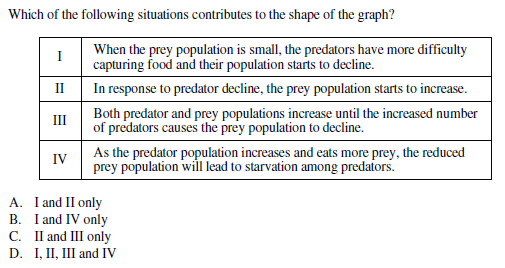 Which of the following situations contributes to the shape of the graph?
I
When the prey population is small, the predators have more difficulty
capturing food and their population starts to decline.
II
In response to predator decline, the prey population starts to increase.
III
Both predator and prey populations increase until the increased number
of predators causes the prey population to decline.
IV
As the predator population increases and eats more prey, the reduced
prey population will lead to starvation among predators.
A. I and II only
B. I and IV only
C. II and III only
D. I, II, III and IV